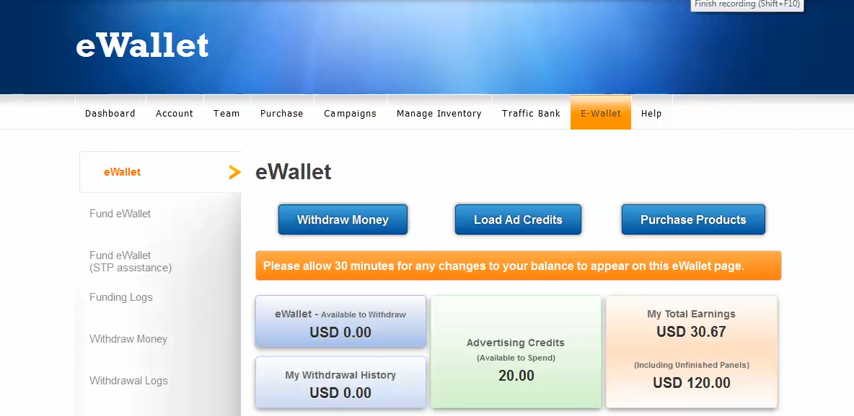 Finish recording (Shift+F10)
eWallet
Dashboard Account Team Purchase Campaigns Manage Inventory Traffic Bank E-Wallet Help
eWallet
Fund eWallet
Fund eWallet
(STP assistance)
Funding Logs
Withdraw Money
Withdrawal Logs
eWallet
Withdraw Money Load Ad Credits Purchase Products
Please allow 30 minutes for any changes to your balance to appear on this eWallet page.
eWallet - Available to Withdraw
USD 0.00
My Withdrawal History
USD 0.00
Advertising Credits
(Available to Spend)
20.00
My Total Earnings
USD 30.67
(Including Unfinished Panels)
USD 120.00